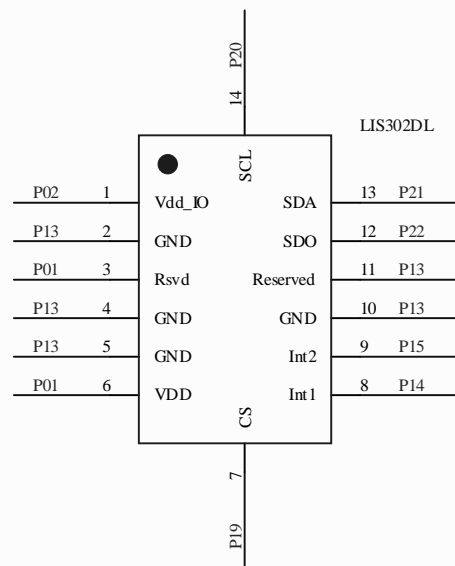 P20
14
LIS302DL
SCL
P02 1 Vdd_IO SDA 13 P21
P13 2 GND SDO 12 P22
P01 3 Rsvd Reserved 11 P13
P13 4 GND GND 10 P13
P13 5 GND Int2 9 P15
P01 6 VDD Int1 8 P14
CS
7
P19